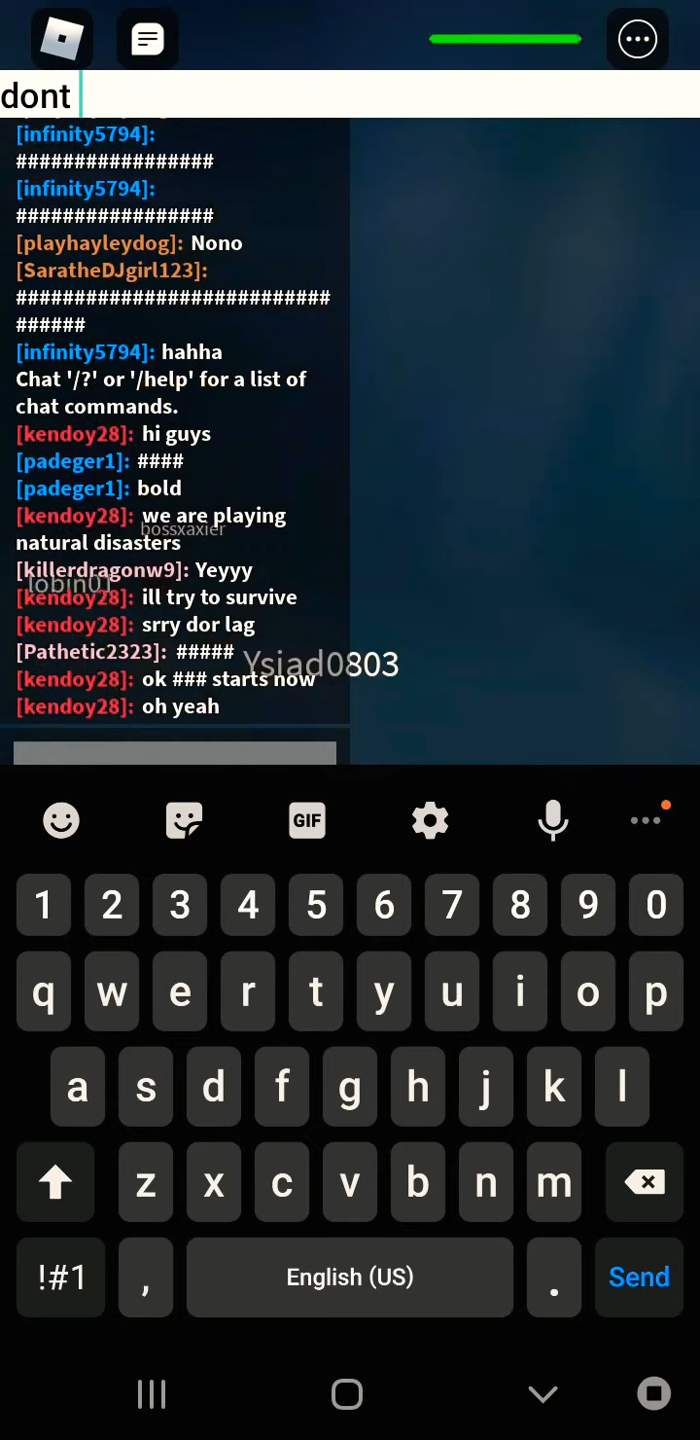 dont
[infinity5794]:
#################
[infinity5794]:
#################
[playhayleydog]: Nono
[SaratheDJgirl123]:
###########################
######
[infinity5794]: hahha
Chat '/?' or '/help' for a list of
chat commands.
[kendoy28]: hi guys
[padeger1]: ####
[padeger1]: bold
[kendoy28]: we are playing
bossxaxier
natural disasters
[killerdragonw9]: Yeyyy
lobin01
[kendoy28]: ill try to survive
[kendoy28]: srry dor lag
[Pathetic2323]: #####
Ysiad0803
[kendoy28]: ok ### starts now
[kendoy28]: oh yeah
GIF
1 2 3 4 5 6 7 8 9 0
q w e r t y u i o p
a s d f g h j k l
z x c v b n m
!#1 , English (US) . Send